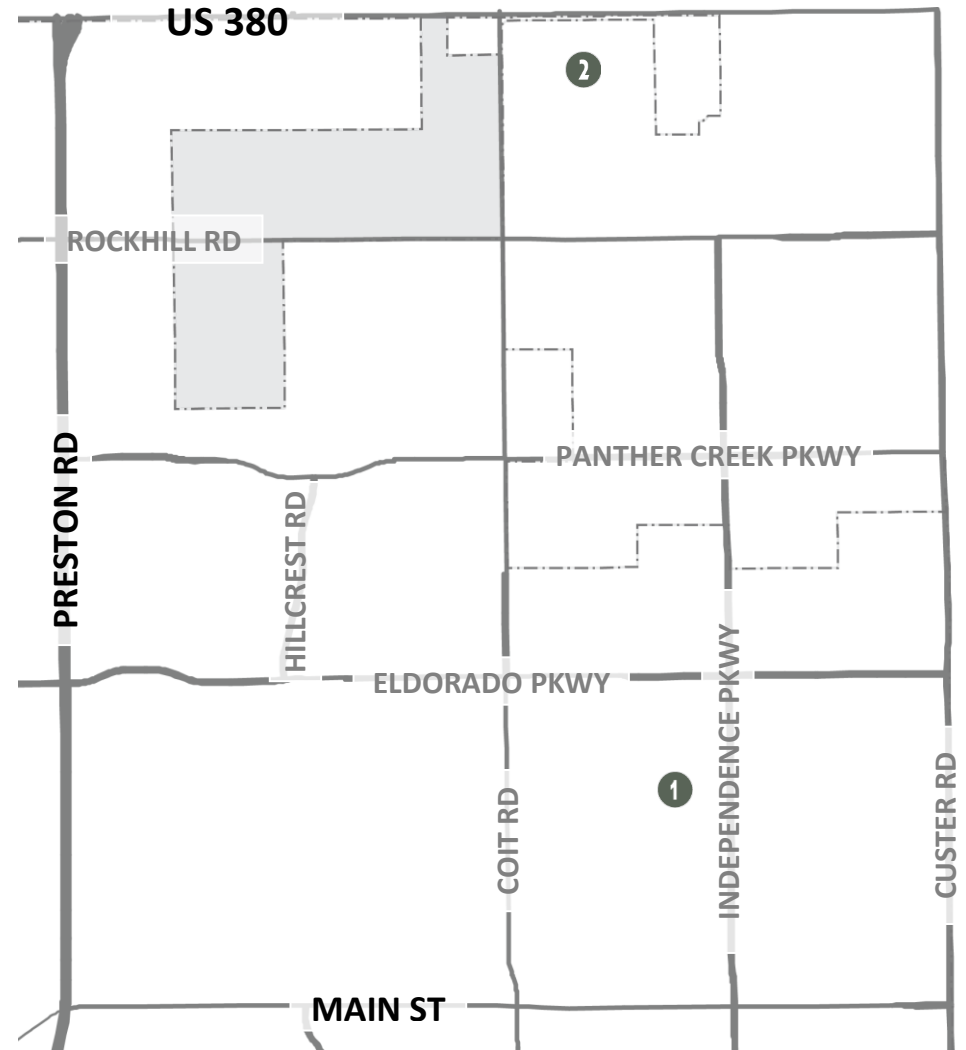 US 380
2
ROCKHILL RD
PANTHER CREEK PKWY
PRESTON RD
HILLCREST RD
ELDORADO PKWY
INDEPENDENCE PKWY
1
COIT RD
CUSTER RD
MAIN ST